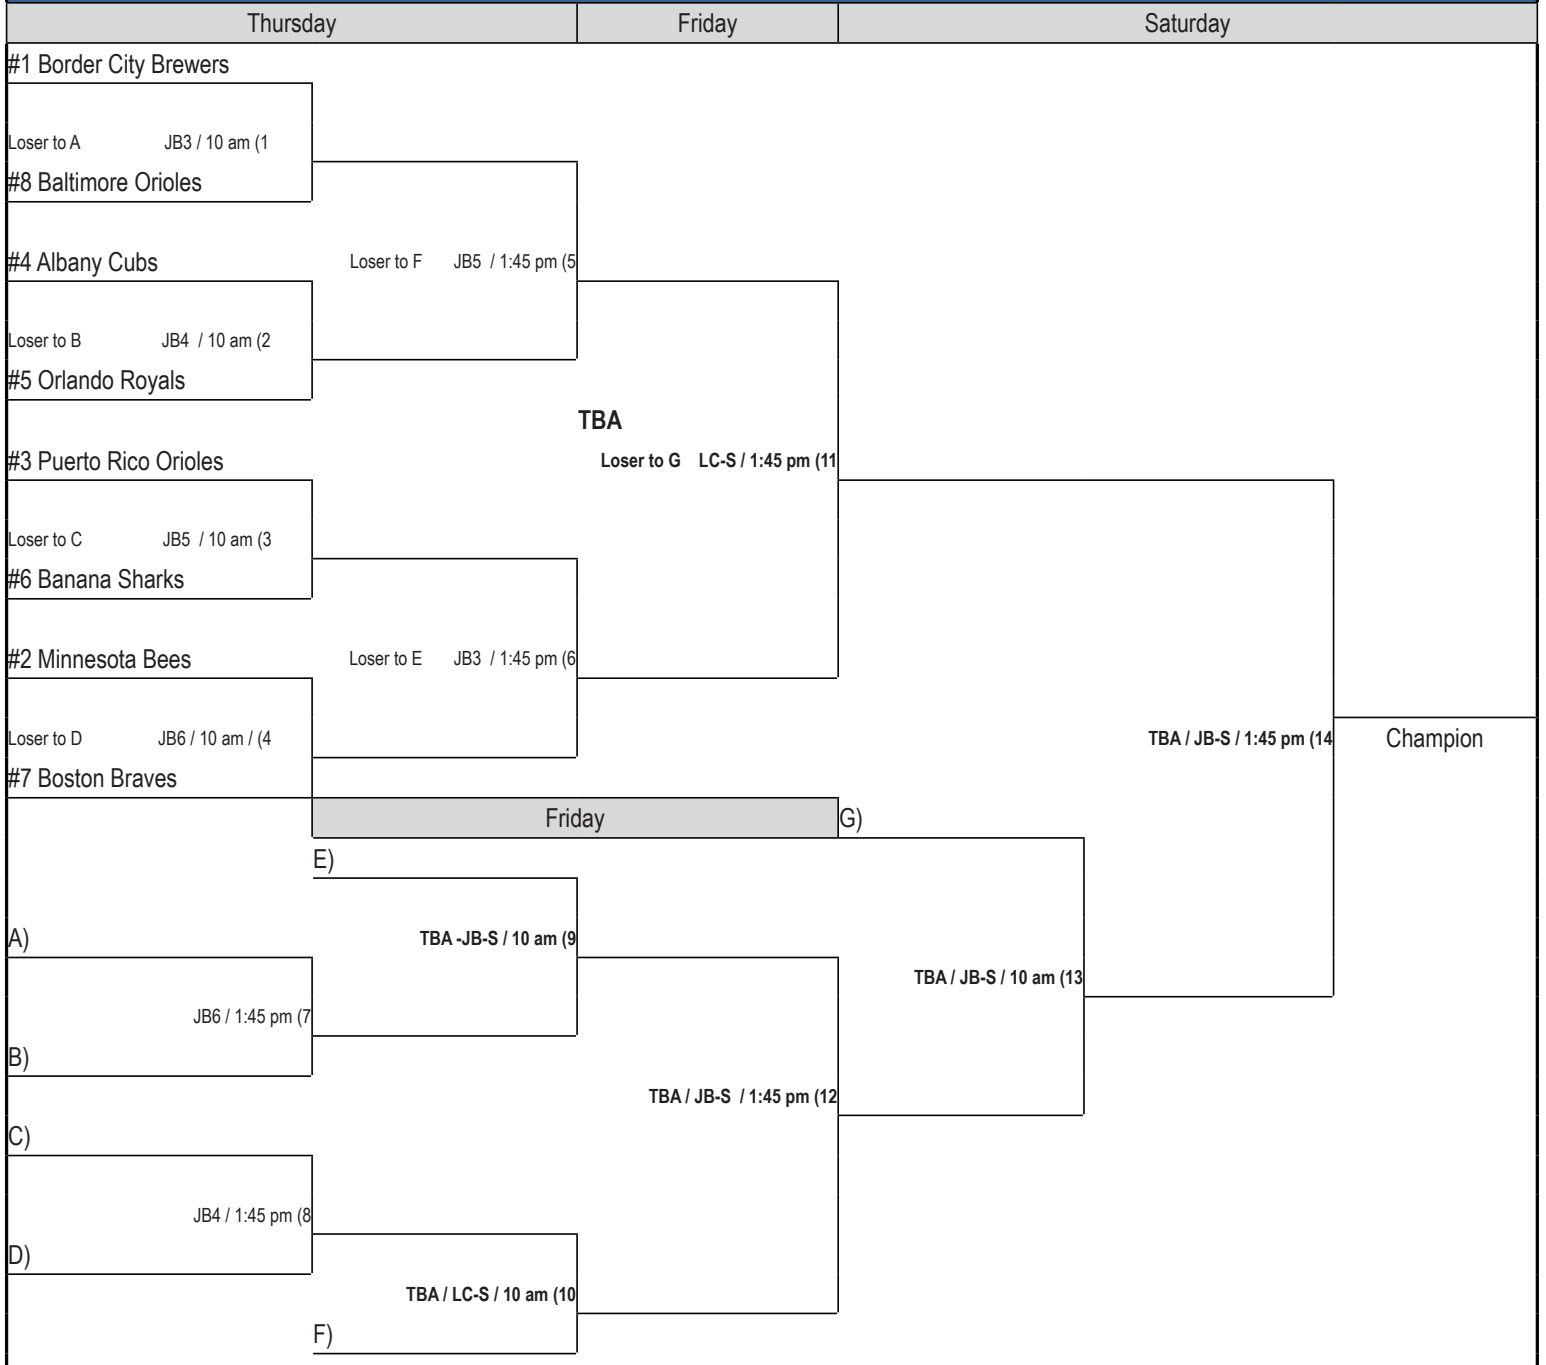 Thursday Friday Saturday
#1 Border City Brewers
Loser to A JB3 / 10 am (1
#8 Baltimore Orioles
#4 Albany Cubs Loser to F JB5 / 1:45 pm (5
Loser to B JB4 / 10 am (2
#5 Orlando Royals
TBA
#3 Puerto Rico Orioles Loser to G LC-S / 1:45 pm (11
Loser to C JB5 / 10 am (3
#6 Banana Sharks
#2 Minnesota Bees Loser to E JB3 / 1:45 pm (6
Loser to D JB6 / 10 am / (4 TBA / JB-S / 1:45 pm (14 Champion
#7 Boston Braves
Friday G)
E)
A) TBA -JB-S / 10 am (9
TBA / JB-S / 10 am (13
JB6 / 1:45 pm (7
B)
TBA / JB-S / 1:45 pm (12
C)
JB4 / 1:45 pm (8
D)
TBA / LC-S / 10 am (10
F)